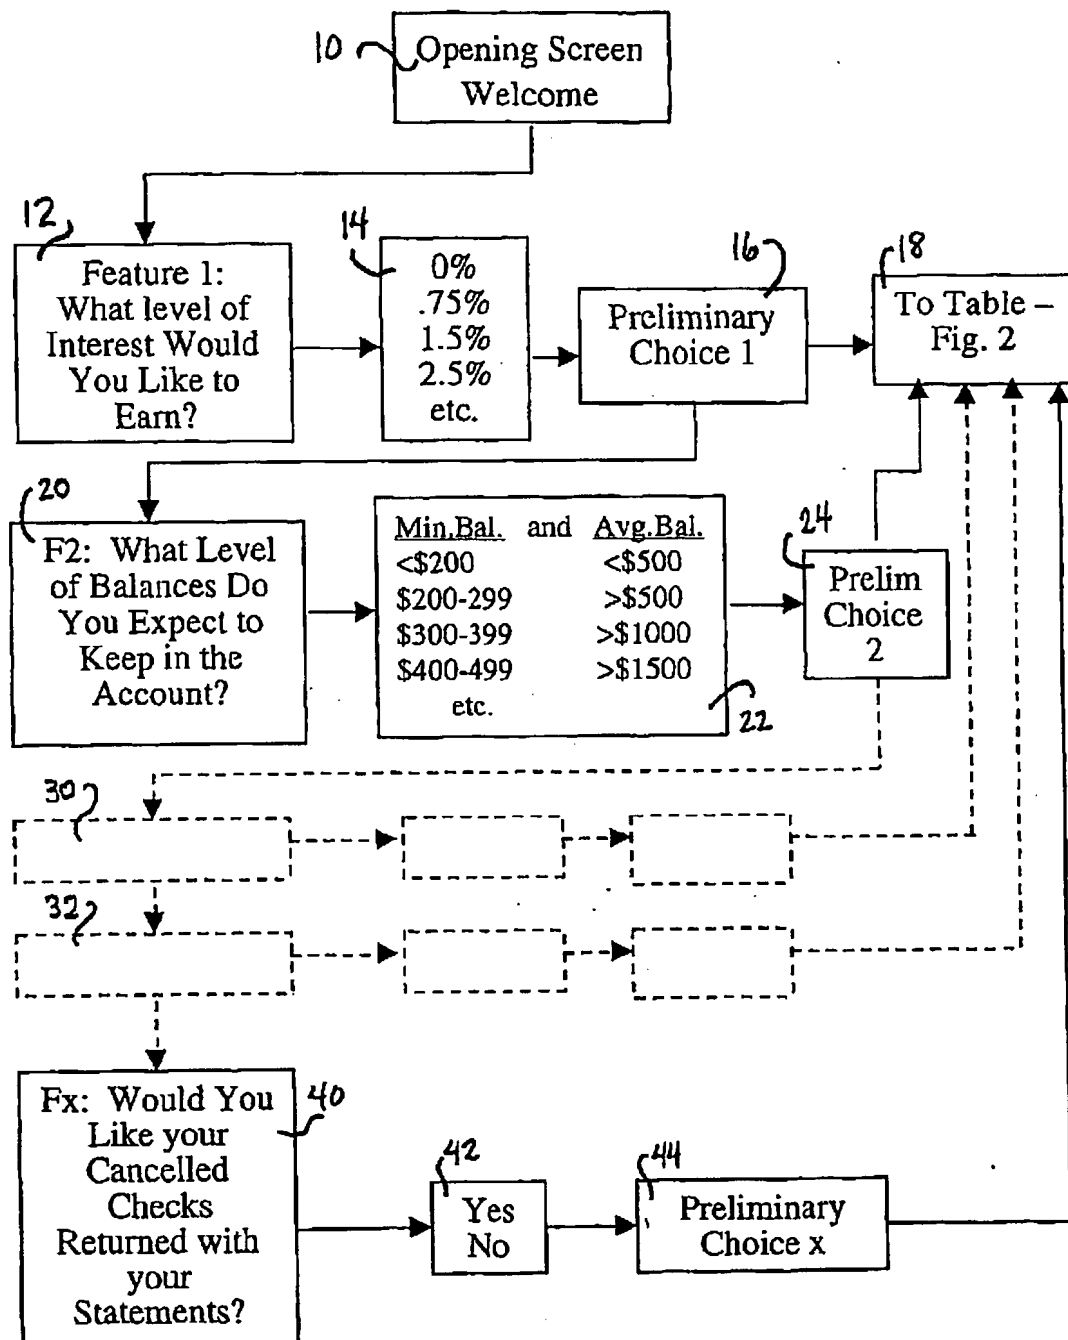 10
Opening Screen
Welcome
12
Feature 1:
What level of
Interest Would
You Like to
Earn?
14
0%
.75%
1.5%
2.5%
etc.
16
Preliminary
Choice 1
18
To Table –
Fig. 2
20
F2: What Level
of Balances Do
You Expect to
Keep in the
Account?
Min.Bal. and Avg.Bal.
<$200 <$500
$200-299 >$500
$300-399 >$1000
$400-499 >$1500
etc.
22
24
Prelim
Choice
2
30
32
Fx: Would You
Like your
Cancelled
Checks
Returned with
your
Statements?
40
42
Yes
No
44
Preliminary
Choice x